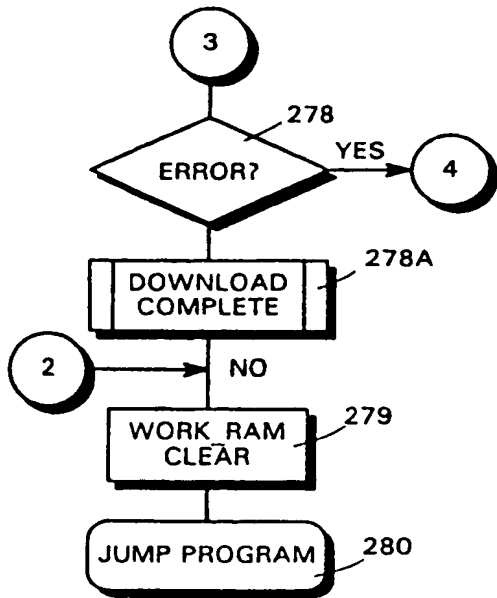 3
278
ERROR?
YES
4
278A
DOWNLOAD
COMPLETE
2
NO
279
WORK RAM
CLEAR
JUMP PROGRAM
280